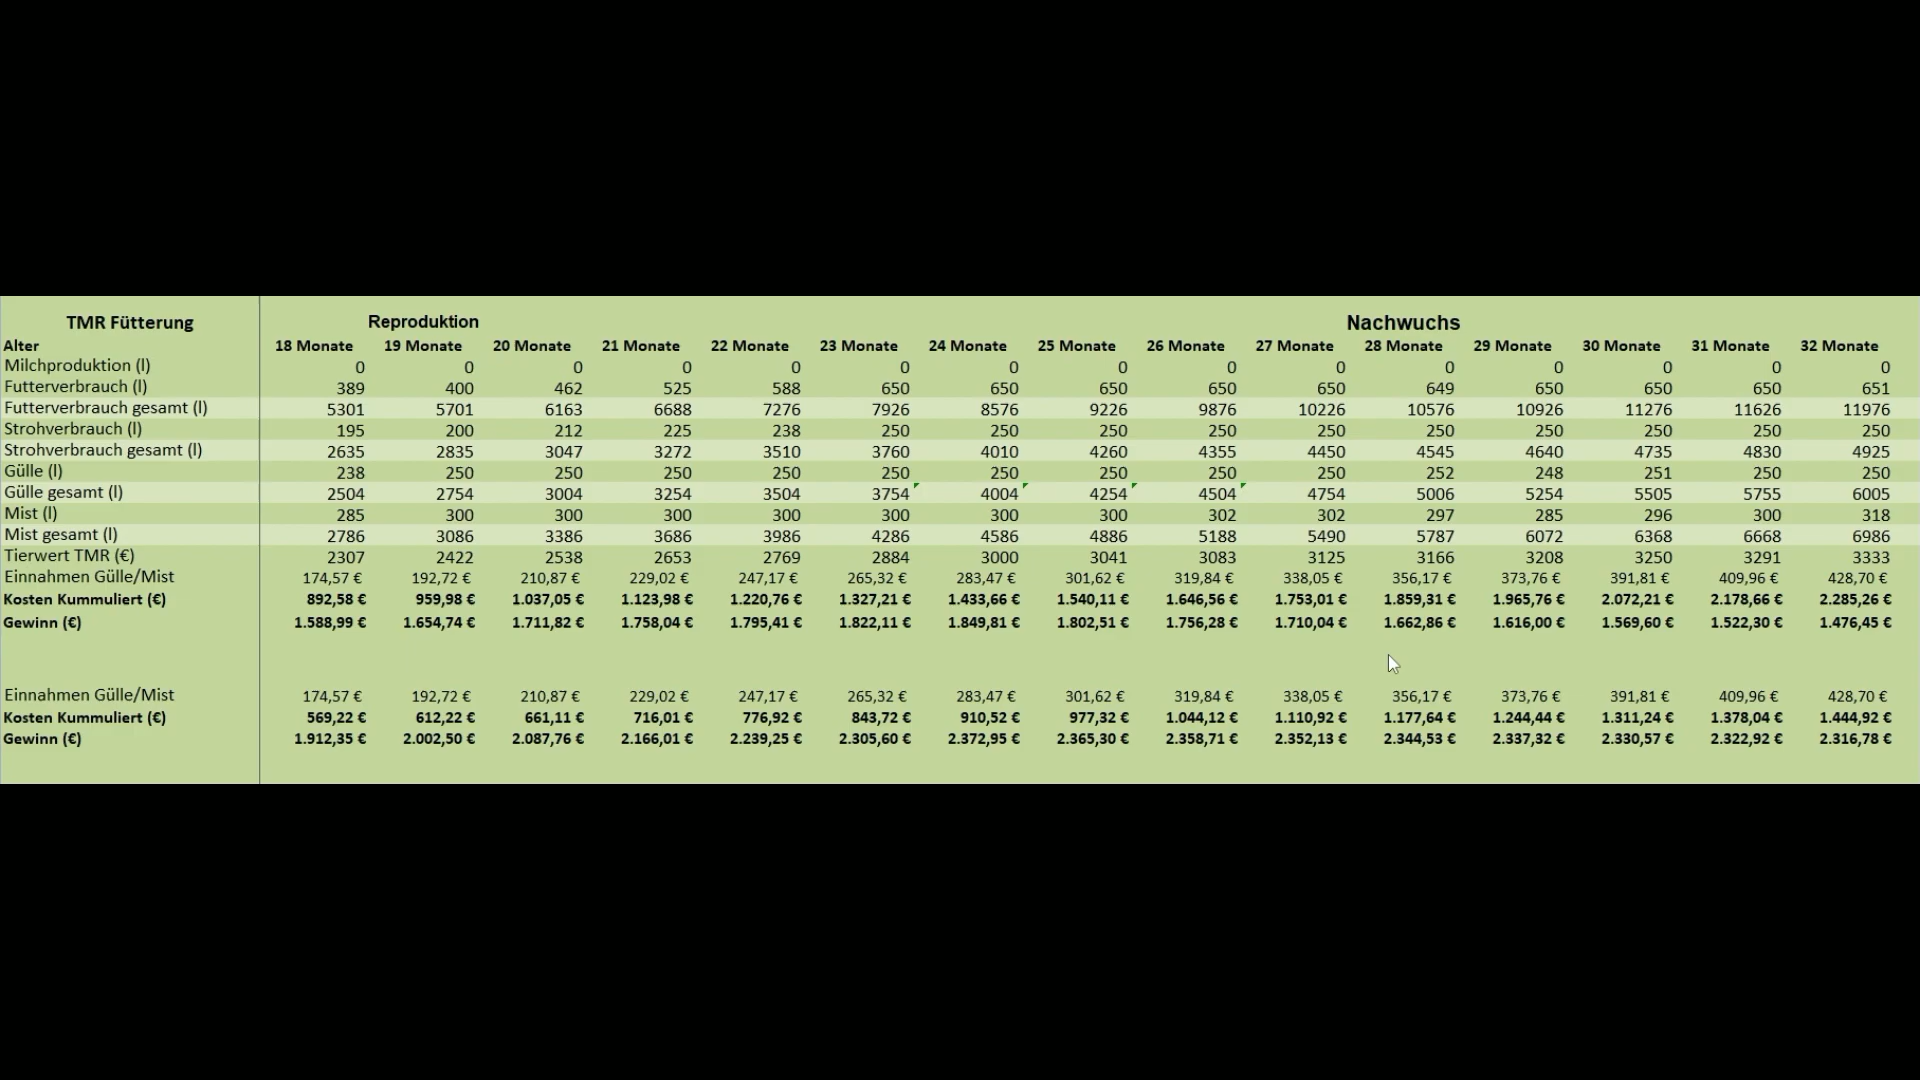 TMR Fütterung Reproduktion Nachwuchs
Alter 18 Monate 19 Monate 20 Monate 21 Monate 22 Monate 23 Monate 24 Monate 25 Monate 26 Monate 27 Monate 28 Monate 29 Monate 30 Monate 31 Monate 32 Monate
Milchproduktion (l) 0 0 0 0 0 0 0 0 0 0 0 0 0 0 0
Futterverbrauch (l) 389 400 462 525 588 650 650 650 650 650 649 650 650 650 651
Futterverbrauch gesamt (l) 5301 5701 6163 6688 7276 7926 8576 9226 9876 10226 10576 10926 11276 11626 11976
Strohverbrauch (l) 195 200 212 225 238 250 250 250 250 250 250 250 250 250 250
Strohverbrauch gesamt (l) 2635 2835 3047 3272 3510 3760 4010 4260 4355 4450 4545 4640 4735 4830 4925
Gülle (l) 238 250 250 250 250 250 250 250 250 250 252 248 251 250 250
Gülle gesamt (l) 2504 2754 3004 3254 3504 3754 4004 4254 4504 4754 5006 5254 5505 5755 6005
Mist (l) 285 300 300 300 300 300 300 300 302 302 297 285 296 300 318
Mist gesamt (l) 2786 3086 3386 3686 3986 4286 4586 4886 5188 5490 5787 6072 6368 6668 6986
Tierwert TMR (€) 2307 2422 2538 2653 2769 2884 3000 3041 3083 3125 3166 3208 3250 3291 3333
Einnahmen Gülle/Mist 174,57 € 192,72 € 210,87 € 229,02 € 247,17 € 265,32 € 283,47 € 301,62 € 319,84 € 338,05 € 356,17 € 373,76 € 391,81 € 409,96 € 428,70 €
Kosten Kummuliert (€) 892,58 € 959,98 € 1.037,05 € 1.123,98 € 1.220,76 € 1.327,21 € 1.433,66 € 1.540,11 € 1.646,56 € 1.753,01 € 1.859,31 € 1.965,76 € 2.072,21 € 2.178,66 € 2.285,26 €
Gewinn (€) 1.588,99 € 1.654,74 € 1.711,82 € 1.758,04 € 1.795,41 € 1.822,11 € 1.849,81 € 1.802,51 € 1.756,28 € 1.710,04 € 1.662,86 € 1.616,00 € 1.569,60 € 1.522,30 € 1.476,45 €
Einnahmen Gülle/Mist 174,57 € 192,72 € 210,87 € 229,02 € 247,17 € 265,32 € 283,47 € 301,62 € 319,84 € 338,05 € 356,17 € 373,76 € 391,81 € 409,96 € 428,70 €
Kosten Kummuliert (€) 569,22 € 612,22 € 661,11 € 716,01 € 776,92 € 843,72 € 910,52 € 977,32 € 1.044,12 € 1.110,92 € 1.177,64 € 1.244,44 € 1.311,24 € 1.378,04 € 1.444,92 €
Gewinn (€) 1.912,35 € 2.002,50 € 2.087,76 € 2.166,01 € 2.239,25 € 2.305,60 € 2.372,95 € 2.365,30 € 2.358,71 € 2.352,13 € 2.344,53 € 2.337,32 € 2.330,57 € 2.322,92 € 2.316,78 €